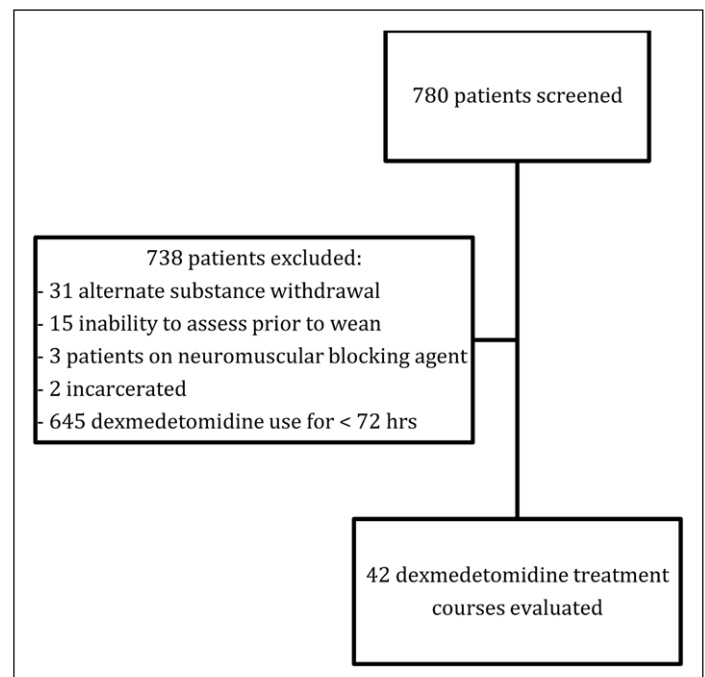 780 patients screened
738 patients excluded:
- 31 alternate substance withdrawal
- 15 inability to assess prior to wean
- 3 patients on neuromuscular blocking agent
- 2 incarcerated
- 645 dexmedetomidine use for < 72 hrs
42 dexmedetomidine treatment
courses evaluated